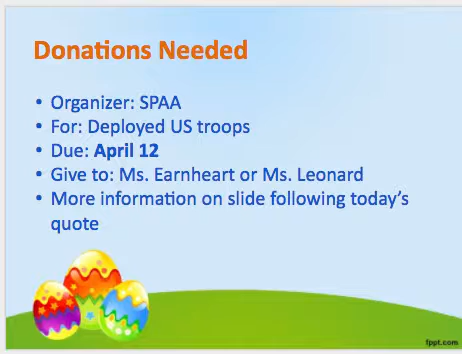 Donations Needed
• Organizer: SPAA
• For: Deployed US troops
• Due: April 12
• Give to: Ms. Earnheart or Ms. Leonard
• More information on slide following today's
quote
fppt.com